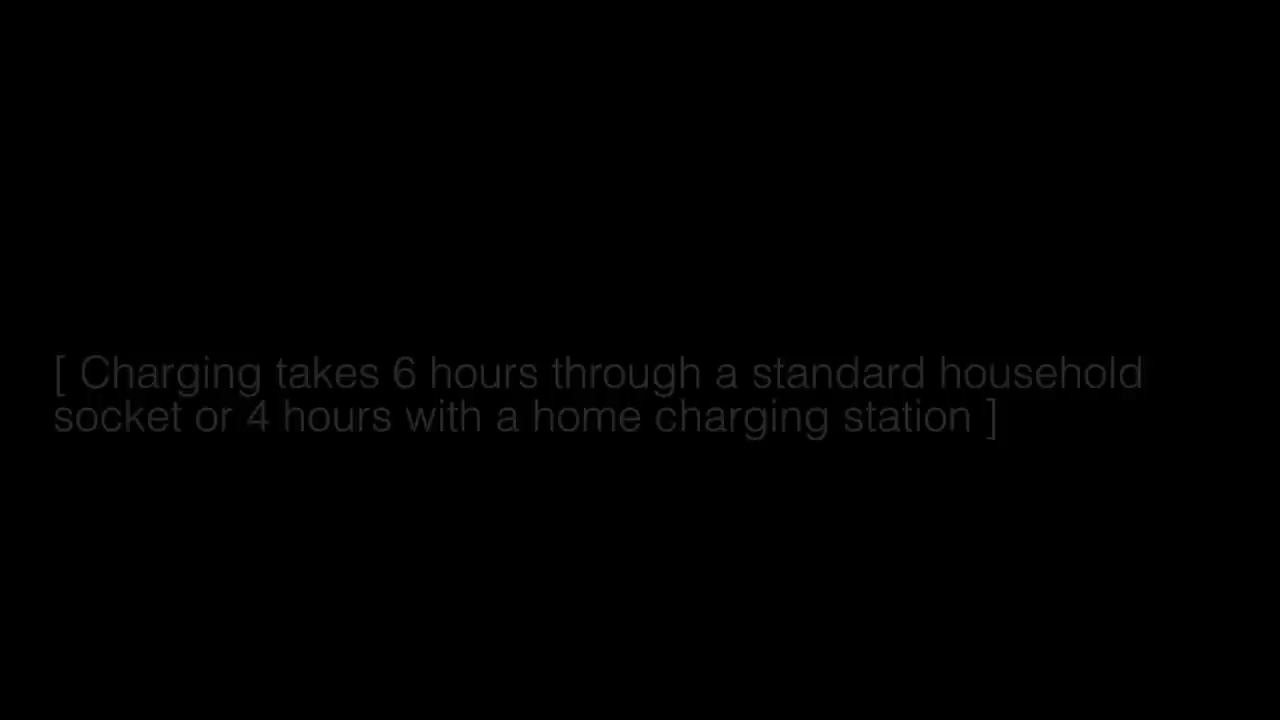 [ Charging takes 6 hours through a standard household
socket or 4 hours with a home charging station ]